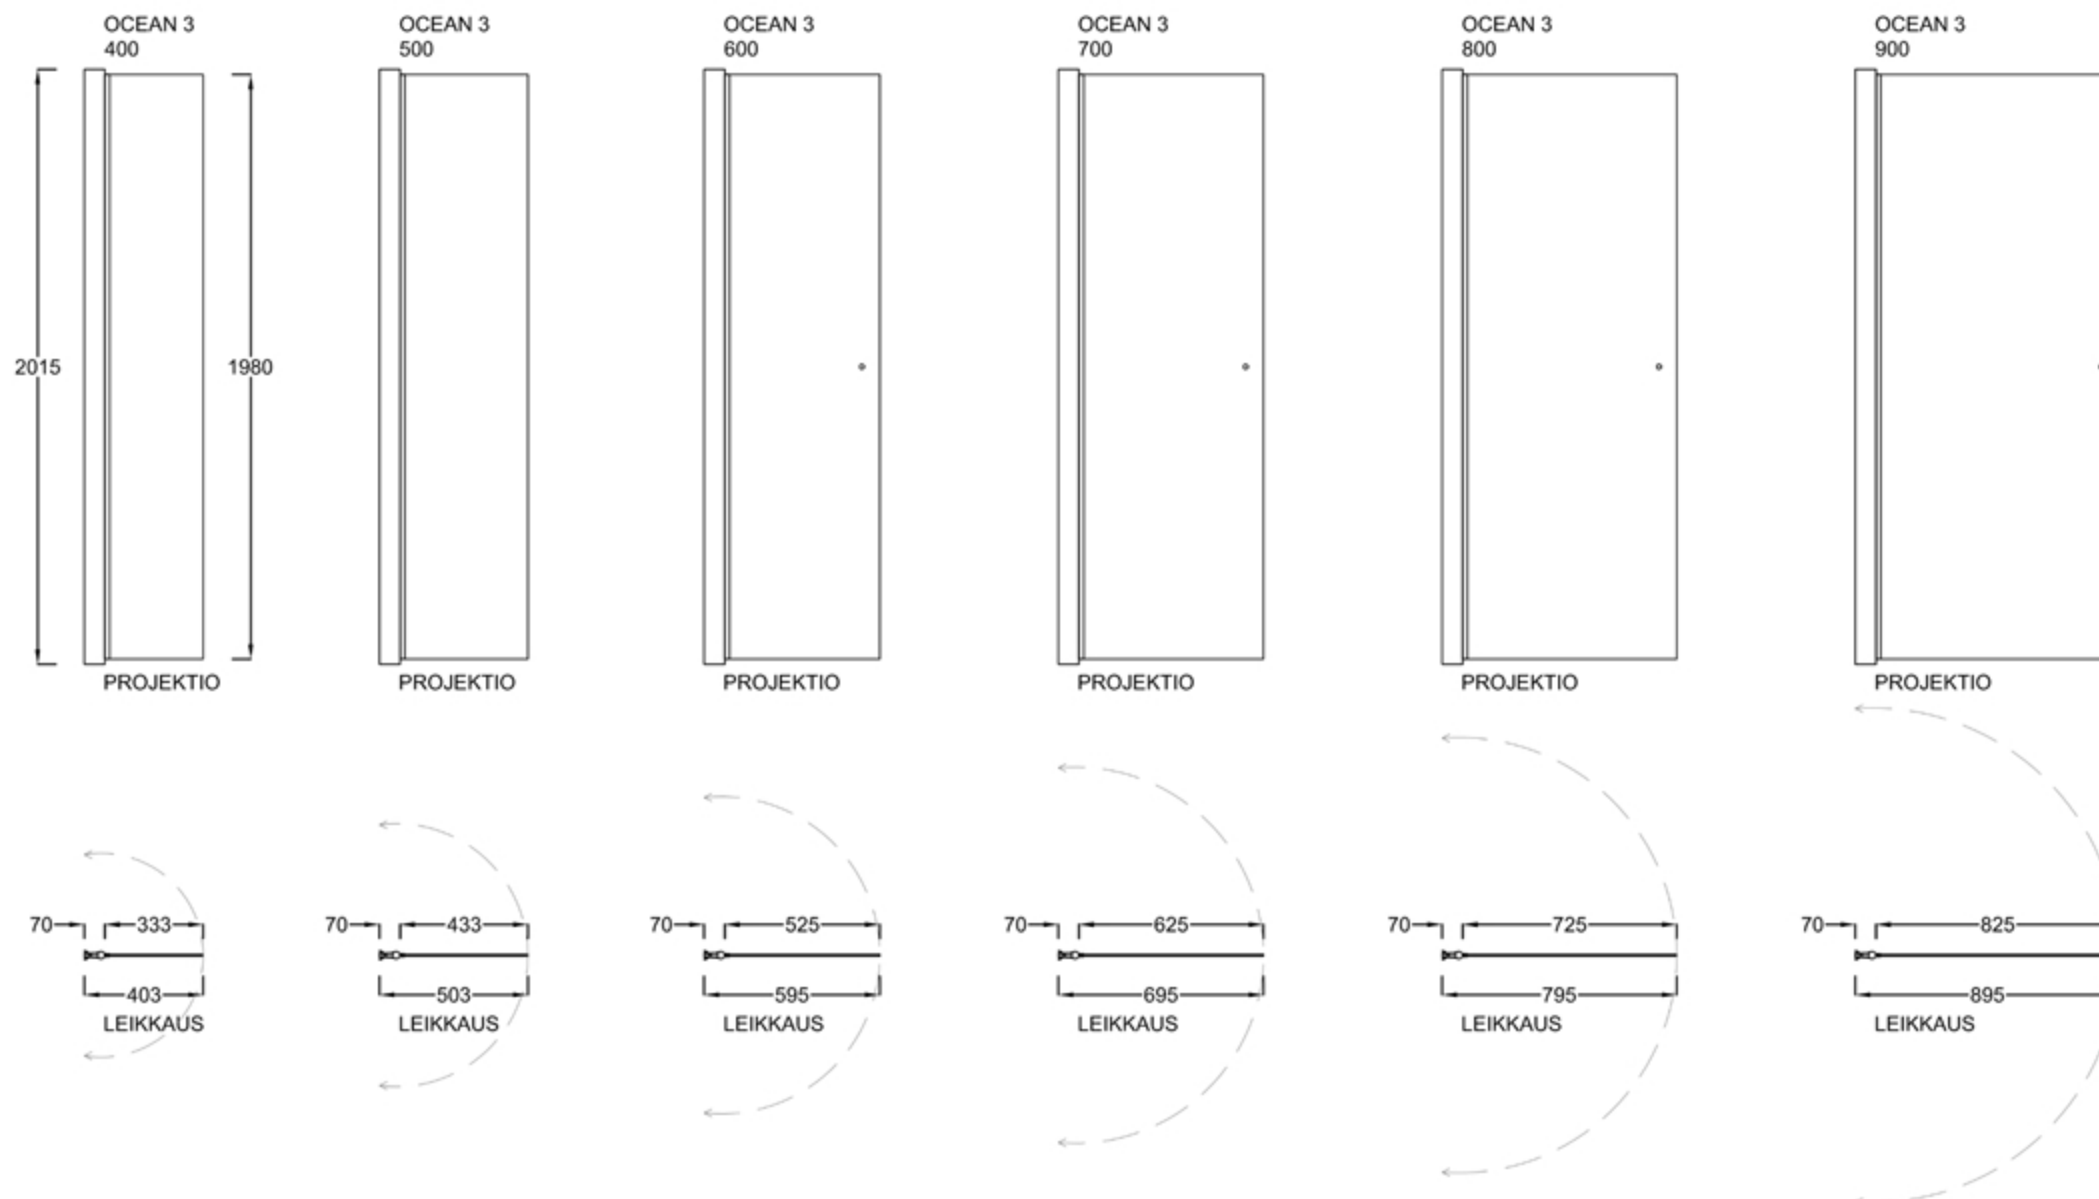 OCEAN 3
400
OCEAN 3
500
OCEAN 3
600
OCEAN 3
700
OCEAN 3
800
OCEAN 3
900
2015
1980
PROJEKTIO
PROJEKTIO
PROJEKTIO
PROJEKTIO
PROJEKTIO
PROJEKTIO
70
333
70
433
70
525
70
625
70
725
70
825
403
503
595
695
795
895
LEIKKAUS
LEIKKAUS
LEIKKAUS
LEIKKAUS
LEIKKAUS
LEIKKAUS